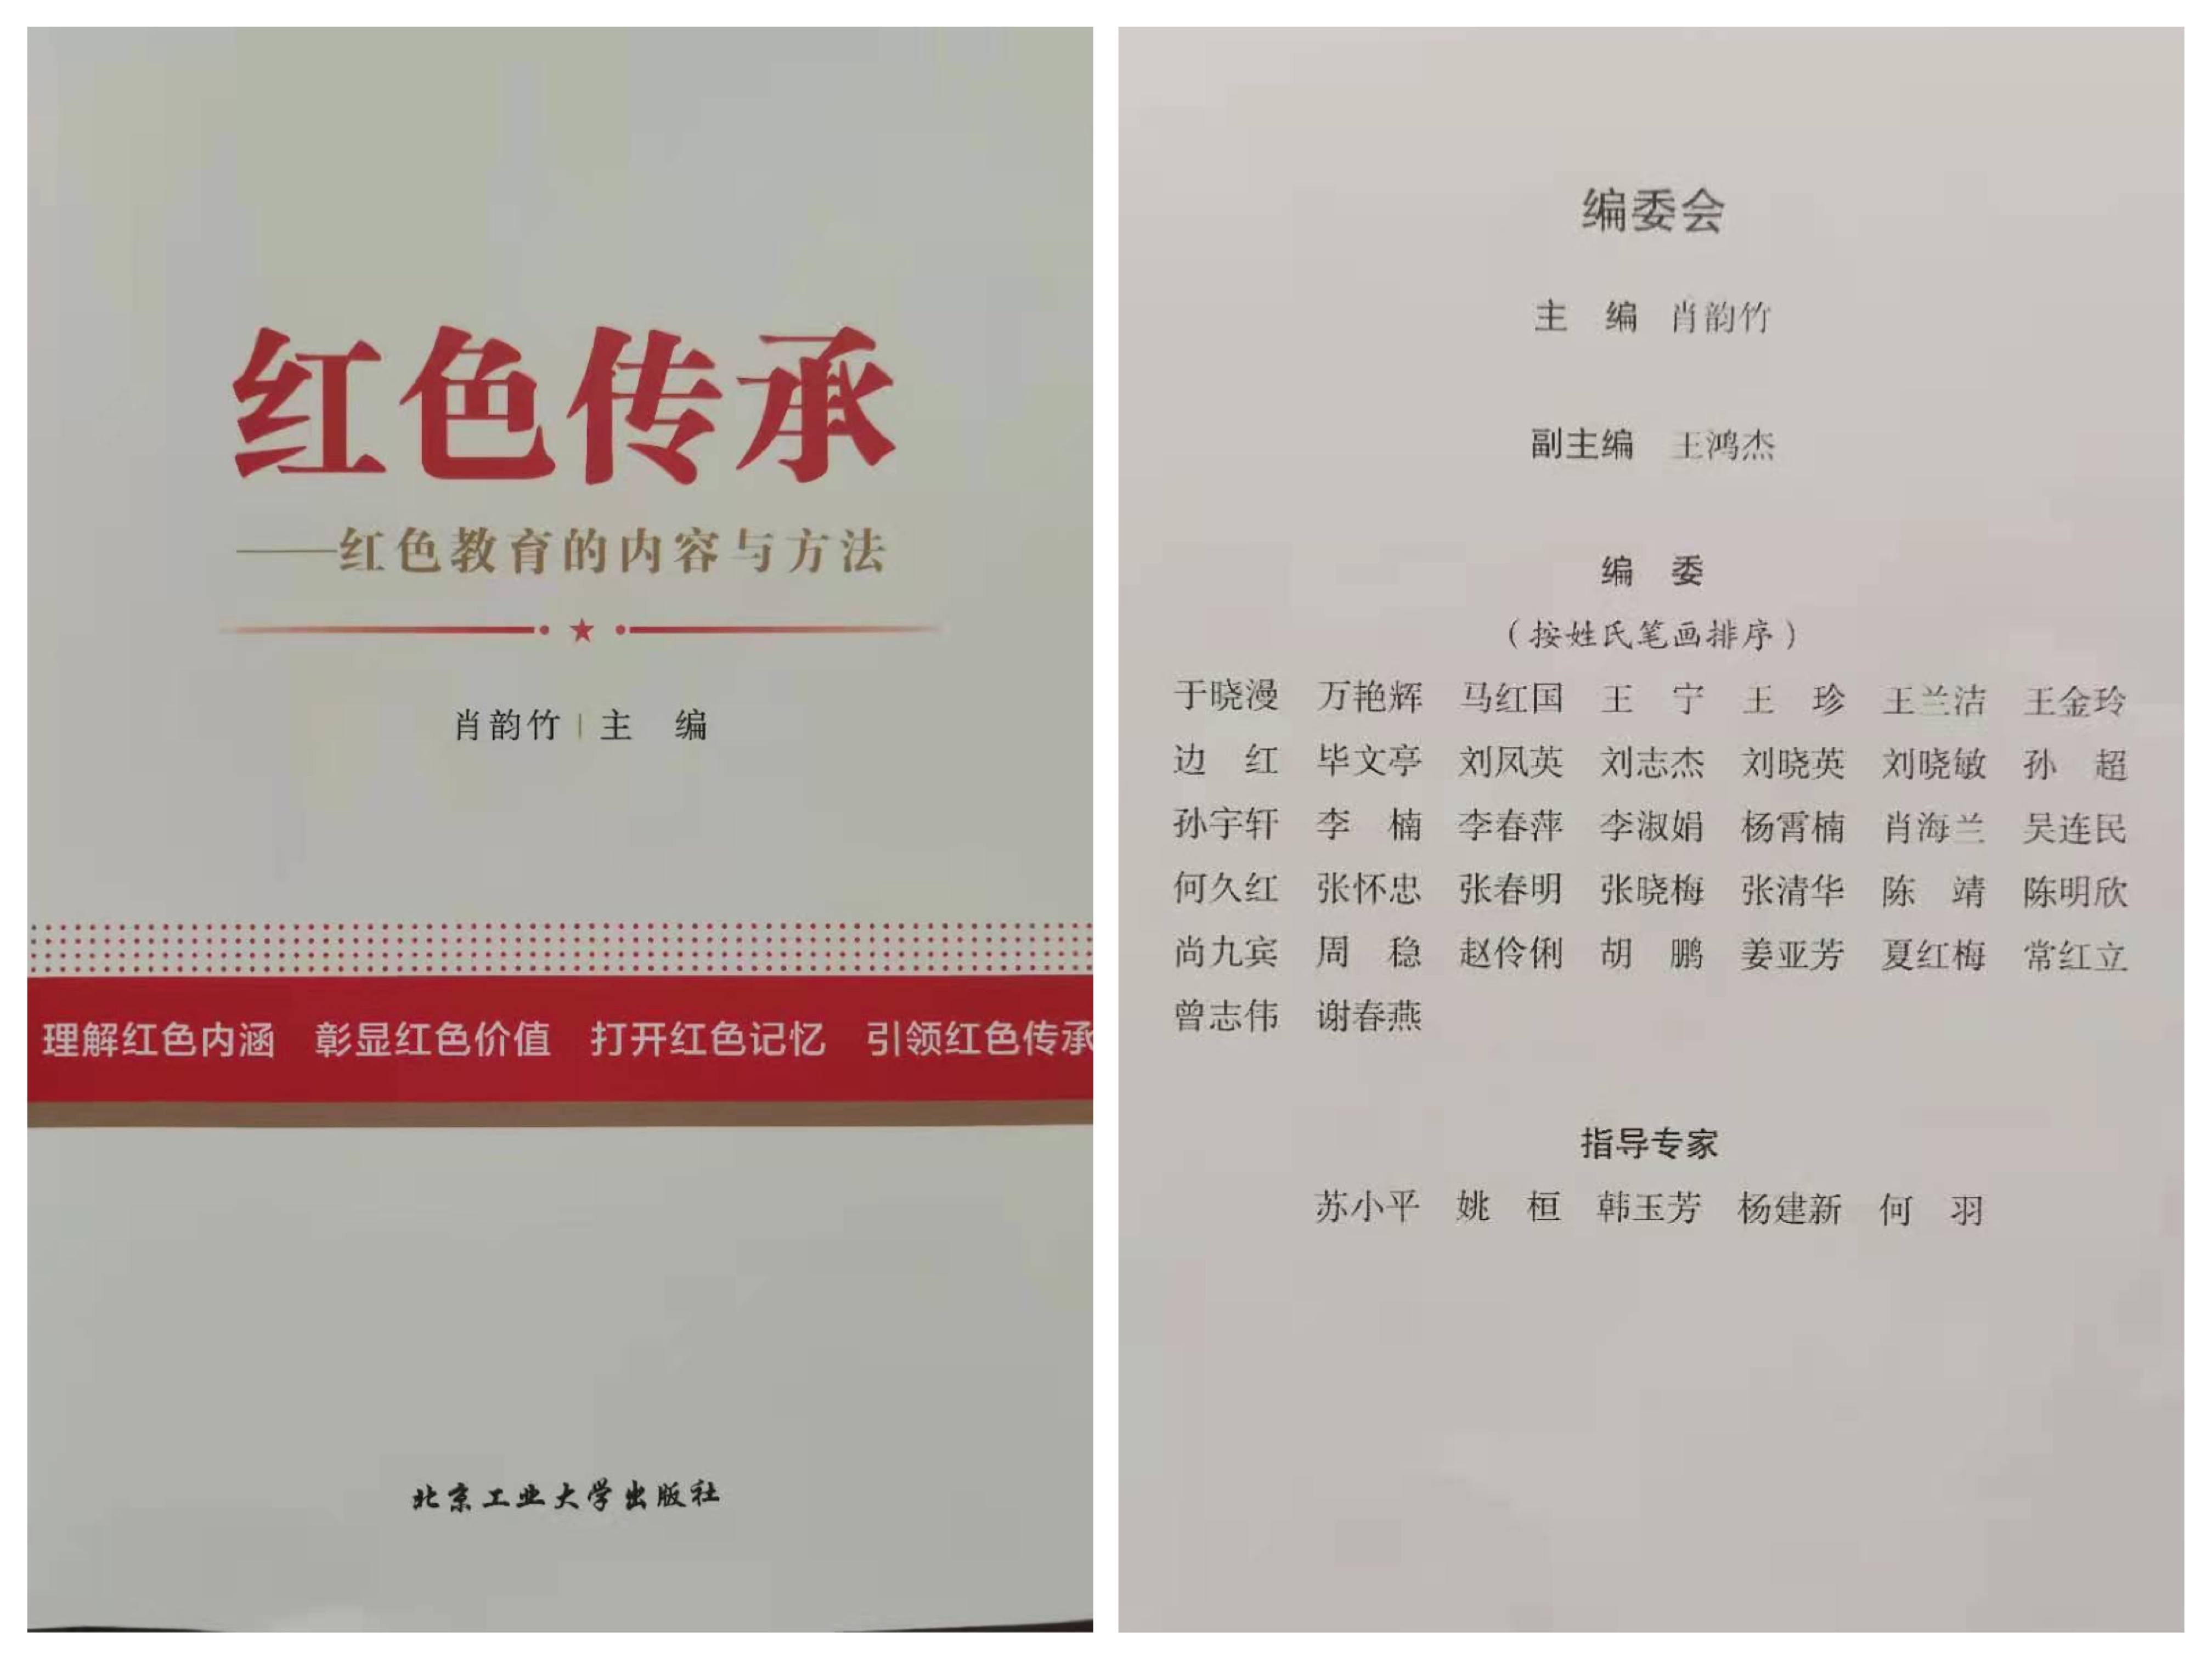 红色传承
——红色教育的内容与方法
肖韵竹 | 主 编
理解红色内涵 彰显红色价值 打开红色记忆 引领红色传承
北京工业大学出版社
编委会
主 编 肖韵竹
副主编 王鸿杰
编 委
（按姓氏笔画排序）
于晓漫 万艳辉 马红国 王 宁 王 珍 王兰洁 王金玲
边 红 毕文亭 刘凤英 刘志杰 刘晓英 刘晓敏 孙 超
孙宇轩 李 楠 李春萍 李淑娟 杨霄楠 肖海兰 吴连民
何久红 张怀忠 张春明 张晓梅 张清华 陈 靖 陈明欣
尚九宾 周 稳 赵伶俐 胡 鹏 姜亚芳 夏红梅 常红立
曾志伟 谢春燕
指导专家
苏小平 姚 桓 韩玉芳 杨建新 何 羽